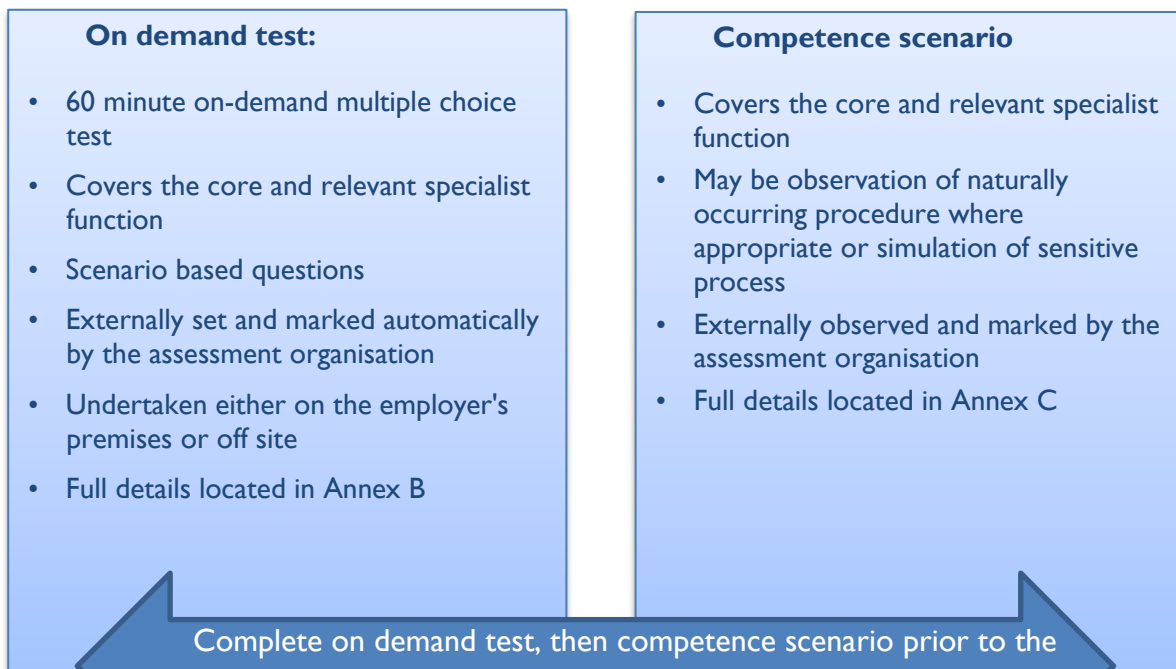 On demand test:
• 60 minute on-demand multiple choice
test
• Covers the core and relevant specialist
function
• Scenario based questions
• Externally set and marked automatically
by the assessment organisation
• Undertaken either on the employer's
premises or off site
• Full details located in Annex B
Competence scenario
• Covers the core and relevant specialist
function
• May be observation of naturally
occurring procedure where
appropriate or simulation of sensitive
process
• Externally observed and marked by the
assessment organisation
• Full details located in Annex C
Complete on demand test, then competence scenario prior to the